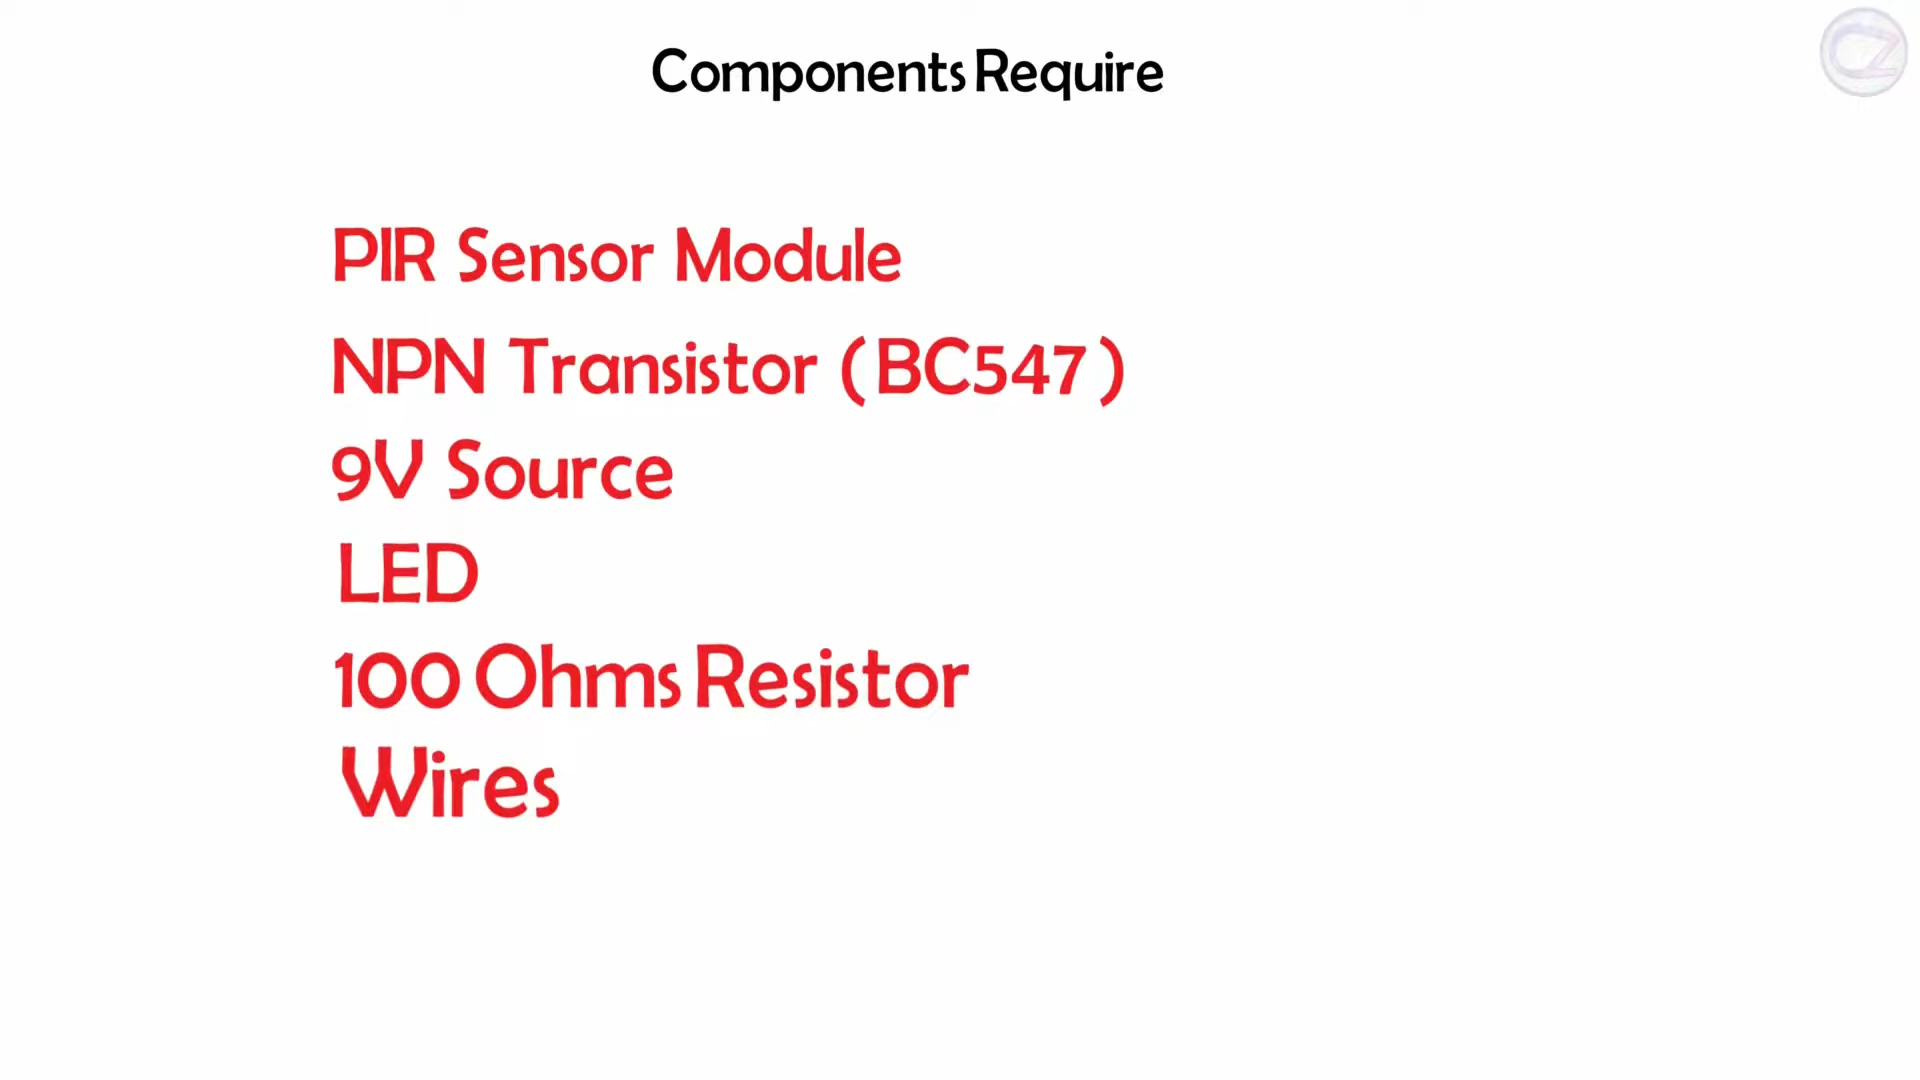 Components Require
PIR Sensor Module
NPN Transistor (BC547)
9V Source
LED
100 Ohms Resistor
Wires